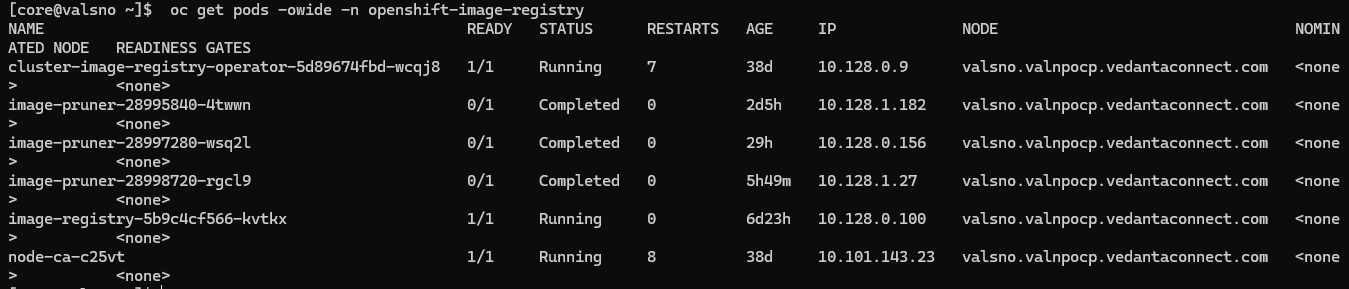 [core@valsno ~]$  oc get pods -owide -n openshift-image-registry
NAME                                               READY   STATUS      RESTARTS   AGE     IP              NODE                                 NOMIN
ATED NODE   READINESS GATES
cluster-image-registry-operator-5d89674fbd-wcqj8   1/1     Running     7          38d     10.128.0.9      valsno.valnpocp.vedantaconnect.com   <none
>           <none>
image-pruner-28995840-4twwn                        0/1     Completed   0          2d5h    10.128.1.182    valsno.valnpocp.vedantaconnect.com   <none
>           <none>
image-pruner-28997280-wsq2l                        0/1     Completed   0          29h     10.128.0.156    valsno.valnpocp.vedantaconnect.com   <none
>           <none>
image-pruner-28998720-rgcl9                        0/1     Completed   0          5h49m   10.128.1.27     valsno.valnpocp.vedantaconnect.com   <none
>           <none>
image-registry-5b9c4cf566-kvtkx                    1/1     Running     0          6d23h   10.128.0.100    valsno.valnpocp.vedantaconnect.com   <none
>           <none>
node-ca-c25vt                                      1/1     Running     8          38d     10.101.143.23   valsno.valnpocp.vedantaconnect.com   <none
>           <none>